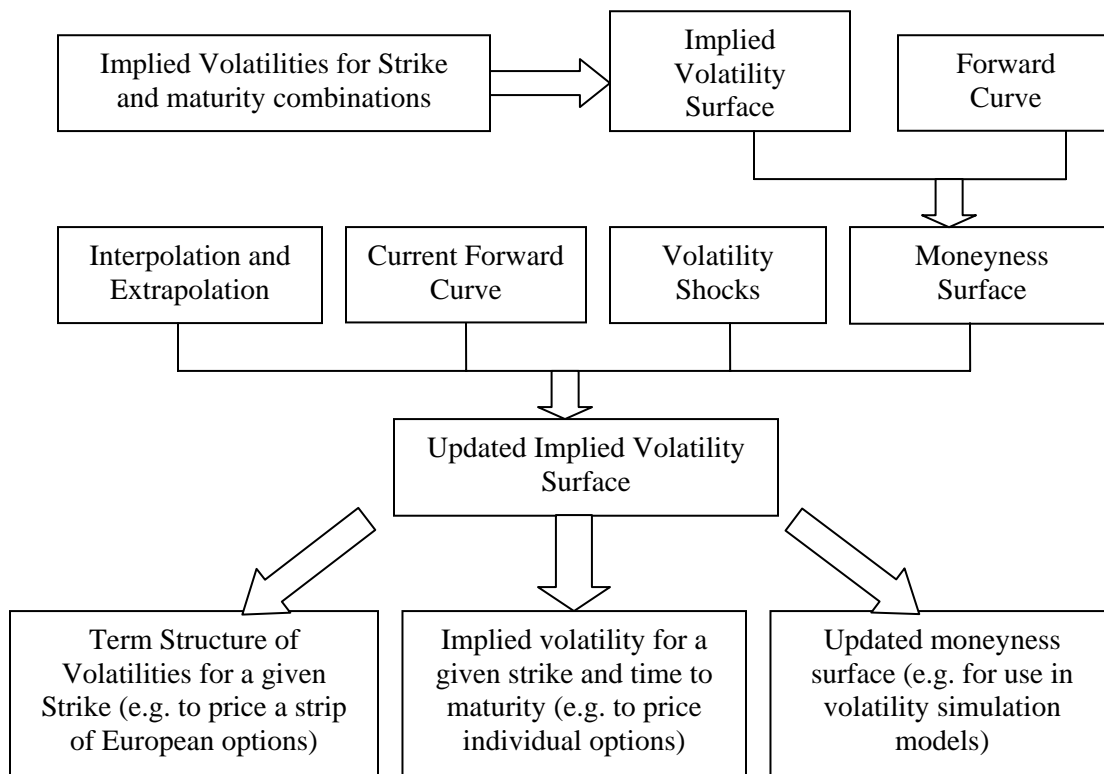 Implied Volatilities for Strike
and maturity combinations
Implied
Volatility
Surface
Forward
Curve
Interpolation and
Extrapolation
Current Forward
Curve
Volatility
Shocks
Moneyness
Surface
Updated Implied Volatility
Surface
Term Structure of
Volatilities for a given
Strike (e.g. to price a strip
of European options)
Implied volatility for a
given strike and time to
maturity (e.g. to price
individual options)
Updated moneyness
surface (e.g. for use in
volatility simulation
models)